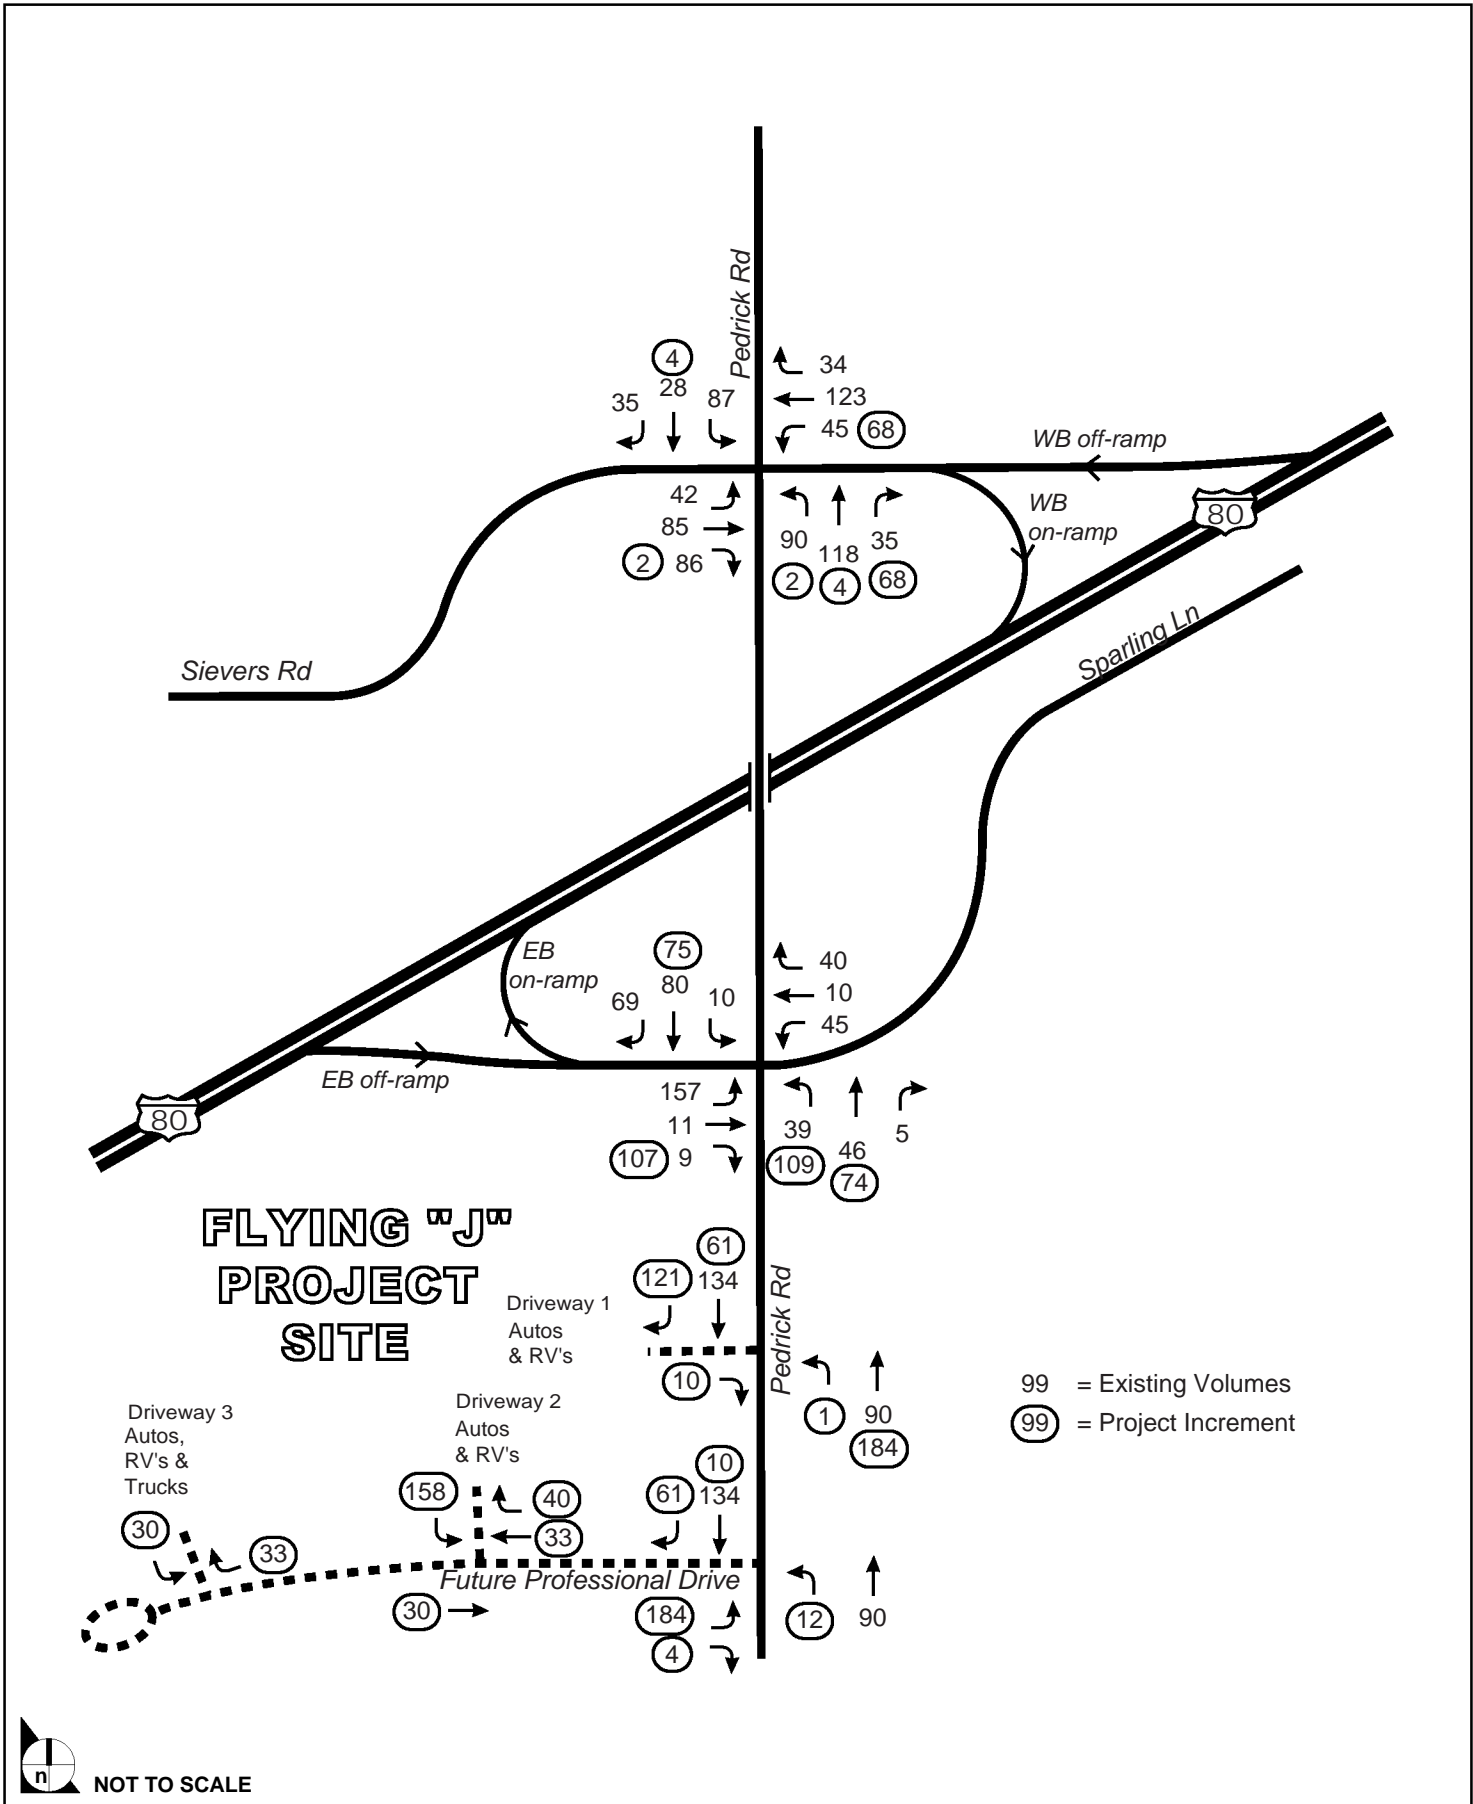 Pedrick Rd
4
35
28
87
34
123
45 68
WB off-ramp
42
85
2 86
90
118
35
2
4
68
WB
on-ramp
80
Sparling Ln
Sievers Rd
EB
on-ramp
75
69
80
10
40
10
45
EB off-ramp
80
157
11
107 9
39
46
5
109
74
FLYING "J"
PROJECT
SITE
61
121 134
Driveway 1
Autos
& RV's
10
Pedrick Rd
1
90
184
99 = Existing Volumes
99 = Project Increment
Driveway 3
Autos,
RV's &
Trucks
Driveway 2
Autos
& RV's
10
61 134
158
40
33
30
33
Future Professional Drive
30
184
4
12
90
n
NOT TO SCALE